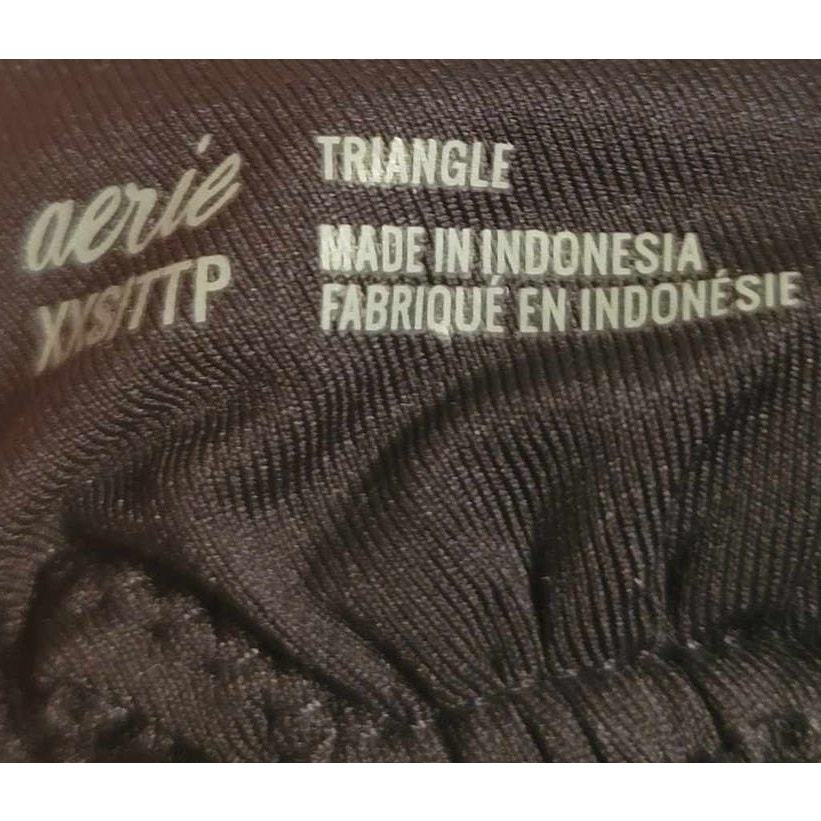 aerie
XXS/TTP
TRIANGLE
MADE IN INDONESIA
FABRIQUÉ EN INDONÉSIE